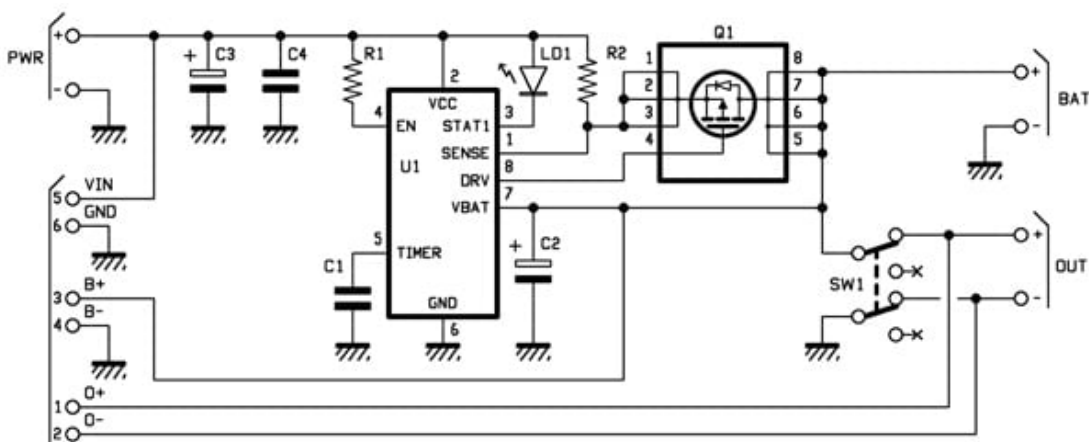 PWR
+
-
+ C3
C4
R1
LD1
R2
Q1
1
2
3
4
8
7
6
5
+
-
BAT
2
VCC
4 EN
STAT1 3
SENSE 1
U1
DRV 8
VBAT 7
5 TIMER
GND
6
C1
+ C2
5 VIN
6 GND
3 B+
4 B-
1 O+
2 O-
SW1
+
-
OUT